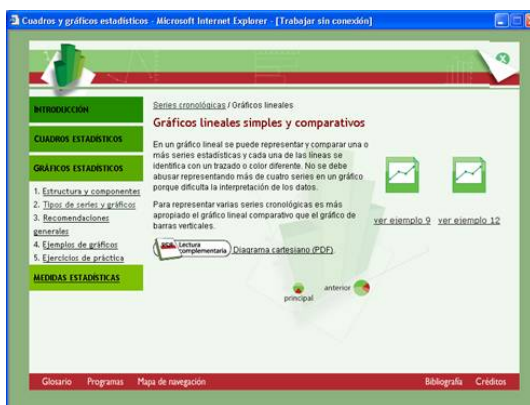 Cuadros y gráficos estadísticos - Microsoft Internet Explorer - [Trabajar sin conexión]
INTRODUCCIÓN
CUADROS ESTADÍSTICOS
GRÁFICOS ESTADÍSTICOS
1. Estructura y componentes
2. Tipos de series y gráficos
3. Recomendaciones
generales
4. Ejemplos de gráficos
5. Ejercicios de práctica
MEDIDAS ESTADÍSTICAS
Series cronológicas / Gráficos lineales
Gráficos lineales simples y comparativos
En un gráfico lineal se puede representar y comparar una o
más series estadísticas y cada una de las líneas se
identifica con un trazado o color diferente. No se debe
abusar representando más de cuatro series en un gráfico
porque dificulta la interpretación de los datos.
Para representar varias series cronológicas es más
apropiado el gráfico lineal comparativo que el gráfico de
barras verticales.
Lectura
complementaria
Diagrama cartesiano (PDF)
ver ejemplo 9
ver ejemplo 12
principal
anterior
Glosario Programas Mapa de navegación Bibliografía Créditos